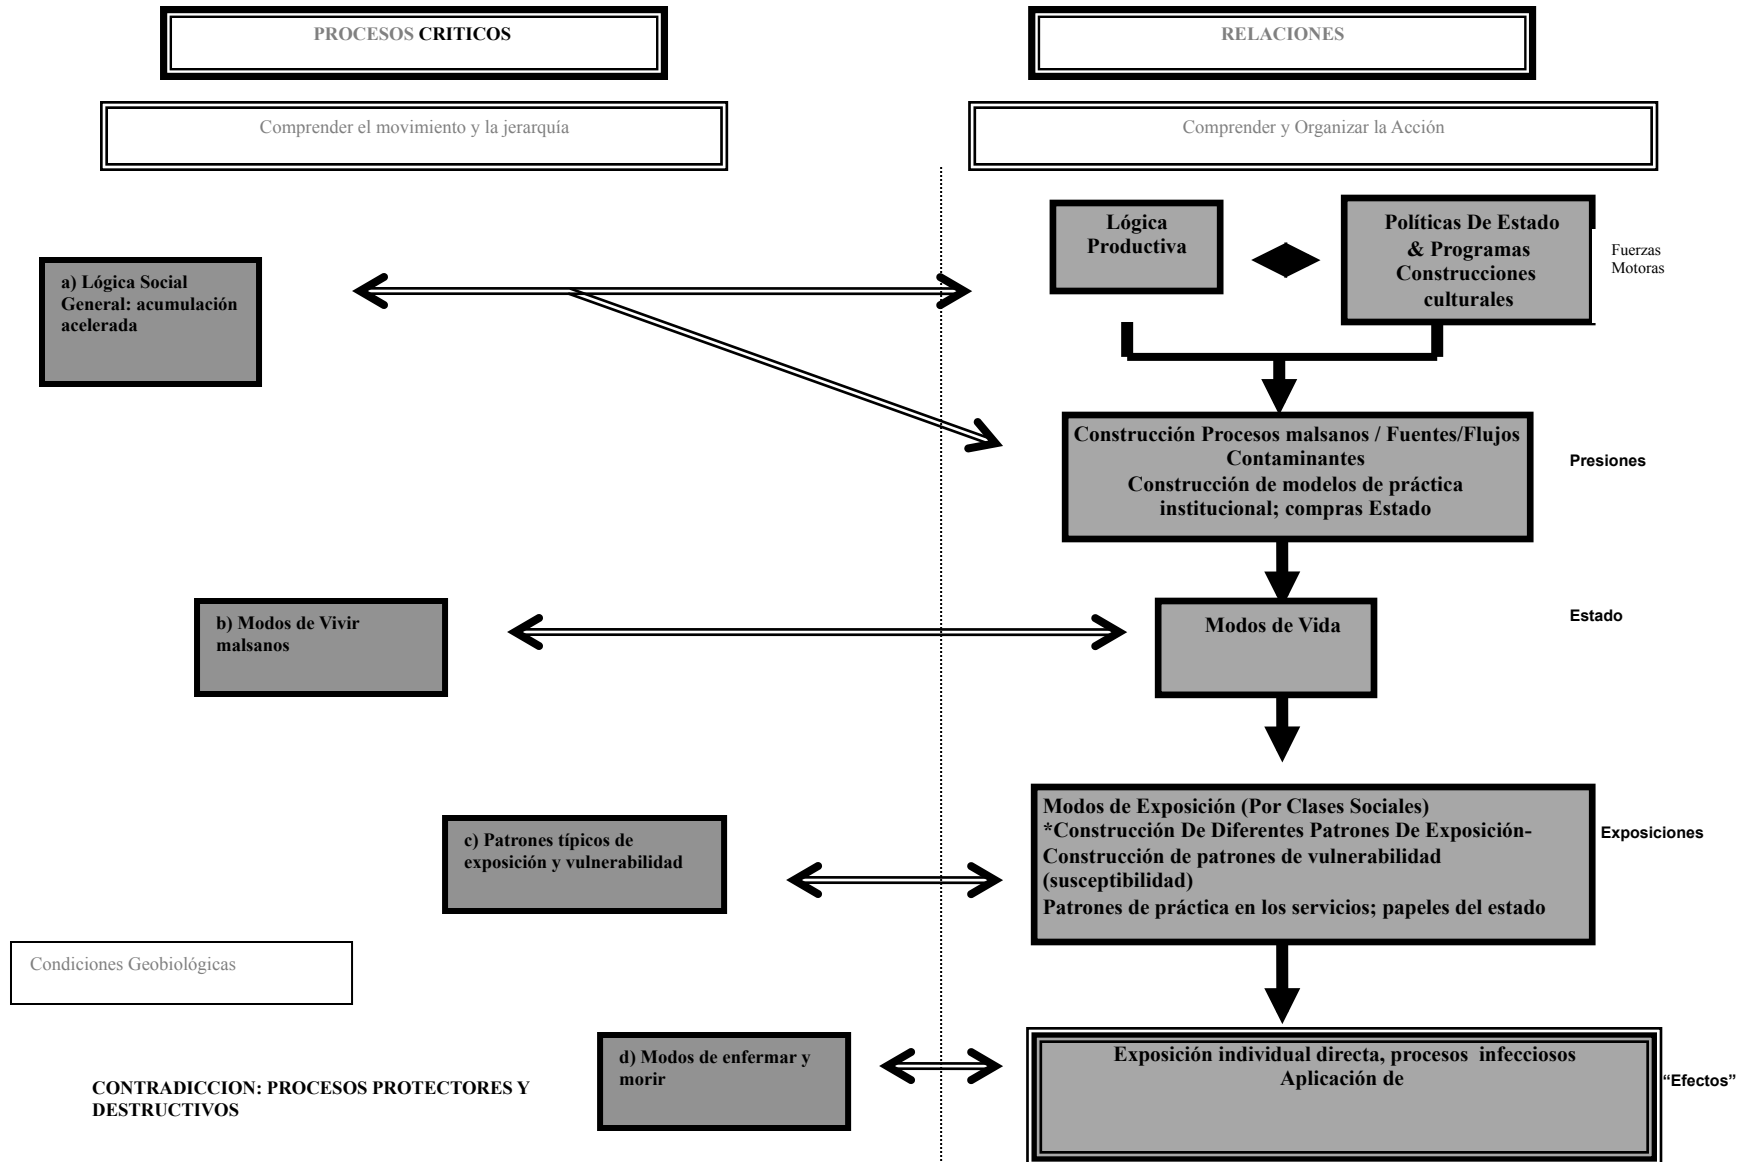 PROCESOS CRITICOS
RELACIONES
Comprender el movimiento y la jerarquía
Comprender y Organizar la Acción
a) Lógica Social
General: acumulación
acelerada
Lógica
Productiva
Políticas De Estado
& Programas
Construcciones
culturales
Fuerzas
Motoras
Construcción Procesos malsanos / Fuentes/Flujos
Contaminantes
Construcción de modelos de práctica
institucional; compras Estado
Presiones
b) Modos de Vivir
malsanos
Modos de Vida
Estado
c) Patrones típicos de
exposición y vulnerabilidad
Modos de Exposición (Por Clases Sociales)
*Construcción De Diferentes Patrones De Exposición-
Construcción de patrones de vulnerabilidad
(susceptibilidad)
Patrones de práctica en los servicios; papeles del estado
Exposiciones
Condiciones Geobiológicas
d) Modos de enfermar y
morir
Exposición individual directa, procesos infecciosos
Aplicación de
“Efectos”
CONTRADICCION: PROCESOS PROTECTORES Y
DESTRUCTIVOS